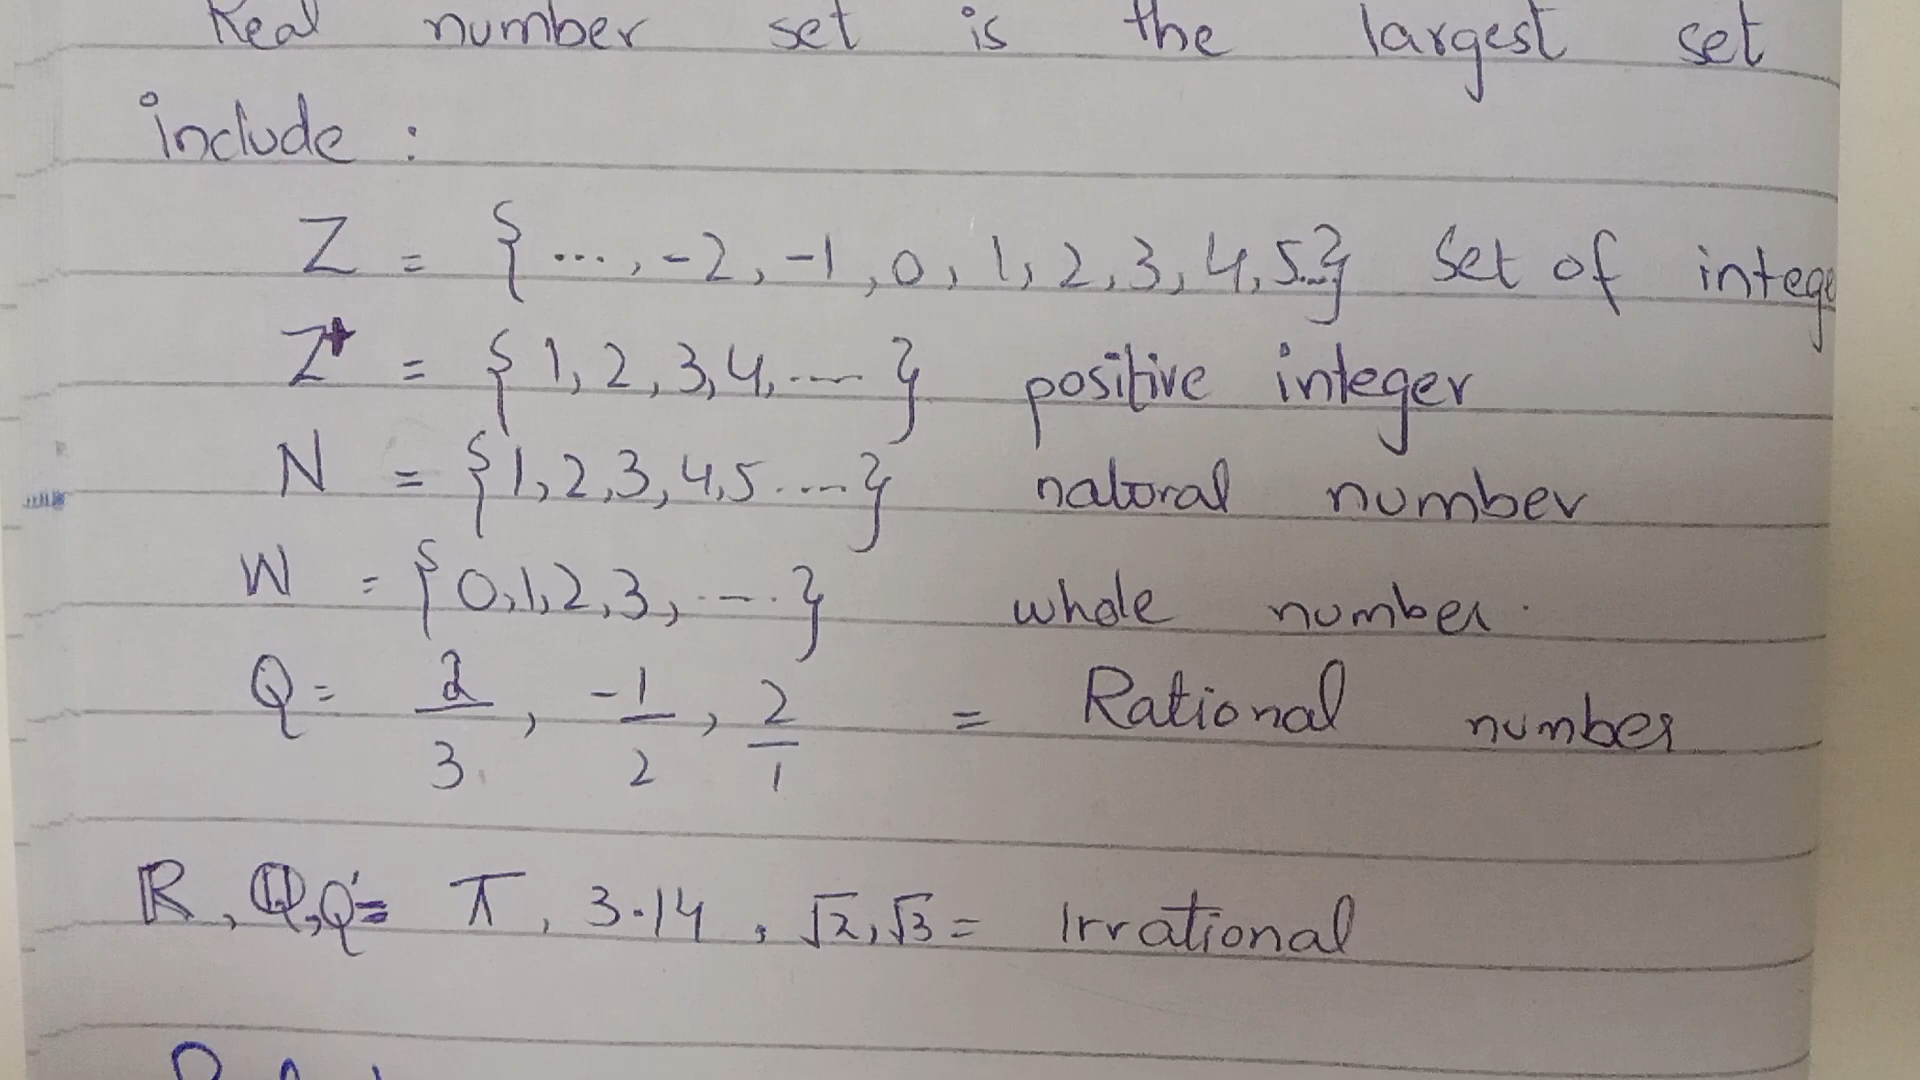 Real number set is the largest set
include :
Z = {..., -2, -1, 0, 1, 2, 3, 4, 5...} Set of intege
Z⁺ = {1, 2, 3, 4, ....} positive integer
N = {1, 2, 3, 4, 5 ....} natoral number
W = {0, 1, 2, 3, ....} whole number.
Q = 2/3, -1/2, 2/1 = Rational number
R, Q, Q' = π, 3.14, √2, √3 = Irrational